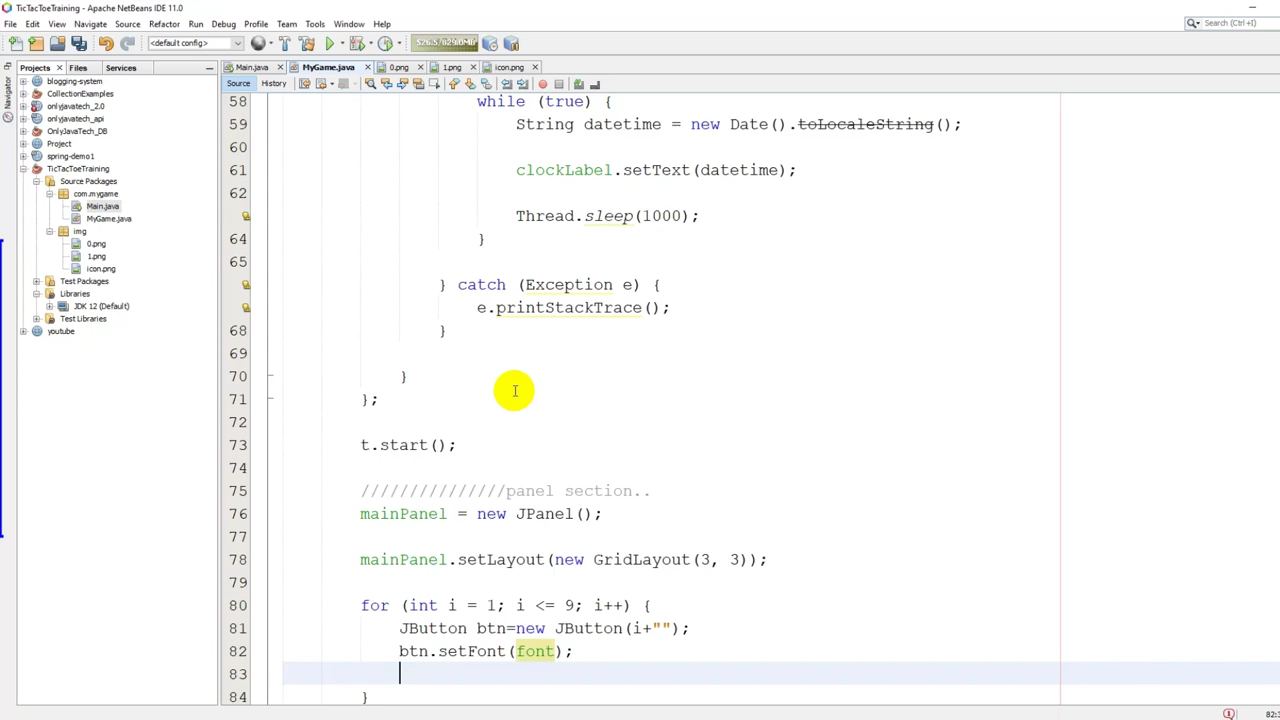 TicTacToeTraining - Apache NetBeans IDE 11.0
File Edit View Navigate Source Refactor Run Debug Profile Team Tools Window Help
<default config>
Search (Ctrl+I)
Projects Files Services
Main.java MyGame.java 0.png 1.png icon.png
Source History
Navigator
blogging-system
CollectionExamples
onlyjavatech_2.0
onlyjavatech_api
OnlyJavaTech_DB
Project
spring-demo1
TicTacToeTraining
Source Packages
com.mygame
Main.java
MyGame.java
img
0.png
1.png
icon.png
Test Packages
Libraries
JDK 12 (Default)
Test Libraries
youtube
58 while (true) {
59 String datetime = new Date().toLocaleString();
60
61 clockLabel.setText(datetime);
62
Thread.sleep(1000);
64 }
65
} catch (Exception e) {
e.printStackTrace();
68 }
69
70 }
71 };
72
73 t.start();
74
75 ///////////////panel section..
76 mainPanel = new JPanel();
77
78 mainPanel.setLayout(new GridLayout(3, 3));
79
80 for (int i = 1; i <= 9; i++) {
81 JButton btn=new JButton(i+"");
82 btn.setFont(font);
83
84 }